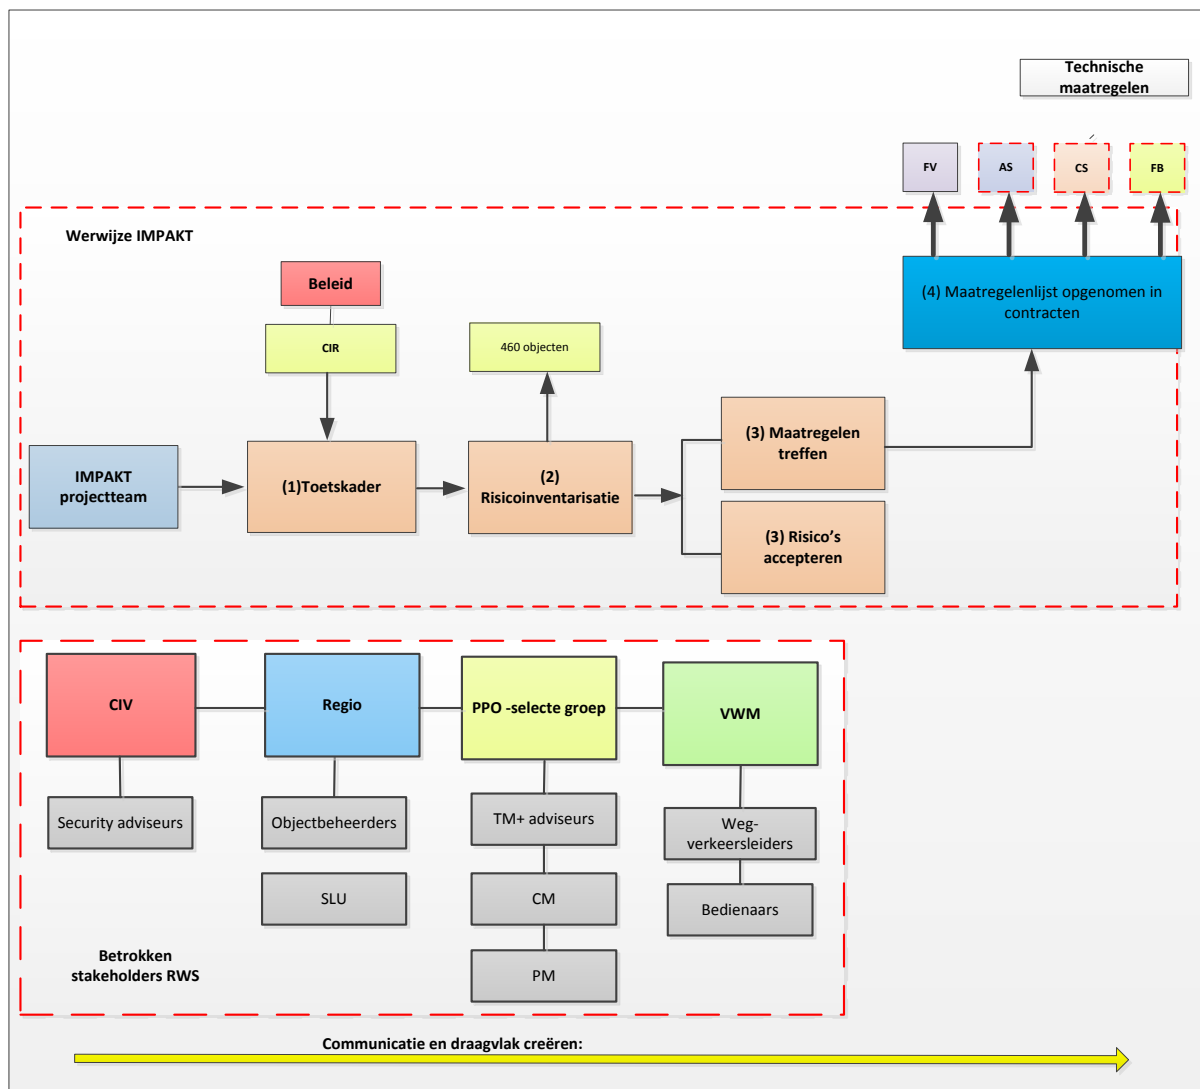 Technische
maatregelen
FV
AS
CS
FB
Werwijze IMPAKT
Beleid
CIR
460 objecten
(4) Maatregelenlijst opgenomen in
contracten
IMPAKT
projectteam
(1)Toetskader
(2)
Risicoinventarisatie
(3) Maatregelen
treffen
(3) Risico's
accepteren
CIV
Regio
PPO -selecte groep
VWM
Security adviseurs
Objectbeheerders
TM+ adviseurs
Weg-
verkeersleiders
SLU
CM
Bedienaars
PM
Betrokken
stakeholders RWS
Communicatie en draagvlak creëren: